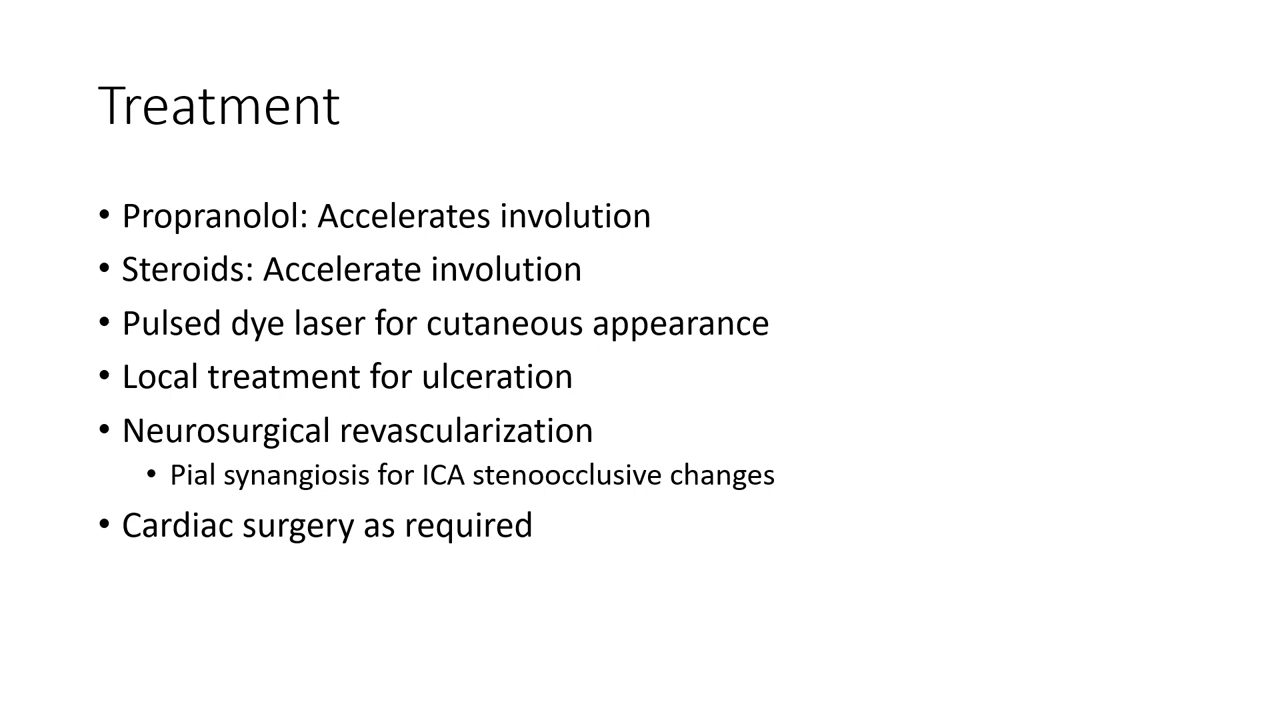 Treatment
• Propranolol: Accelerates involution
• Steroids: Accelerate involution
• Pulsed dye laser for cutaneous appearance
• Local treatment for ulceration
• Neurosurgical revascularization
• Pial synangiosis for ICA stenoocclusive changes
• Cardiac surgery as required